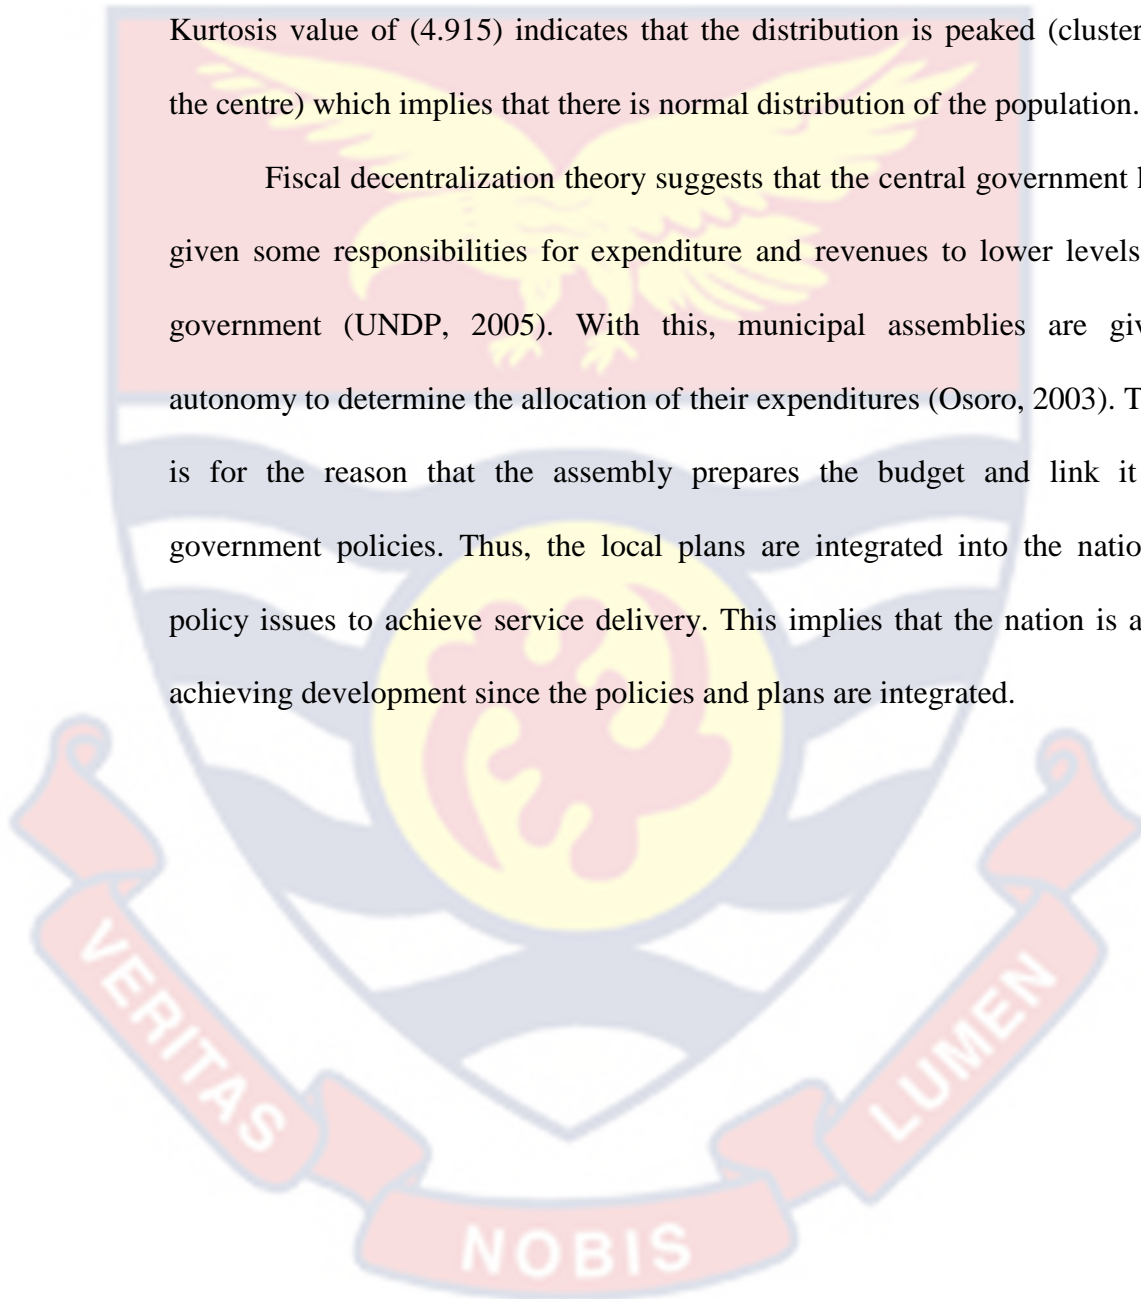 Kurtosis value of (4.915) indicates that the distribution is peaked (cluster
the centre) which implies that there is normal distribution of the population.
Fiscal decentralization theory suggests that the central government
given some responsibilities for expenditure and revenues to lower levels
government (UNDP, 2005). With this, municipal assemblies are giv
autonomy to determine the allocation of their expenditures (Osoro, 2003). T
is for the reason that the assembly prepares the budget and link it
government policies. Thus, the local plans are integrated into the natio
policy issues to achieve service delivery. This implies that the nation is a
achieving development since the policies and plans are integrated.
VERITAS
NOBIS
LUMEN